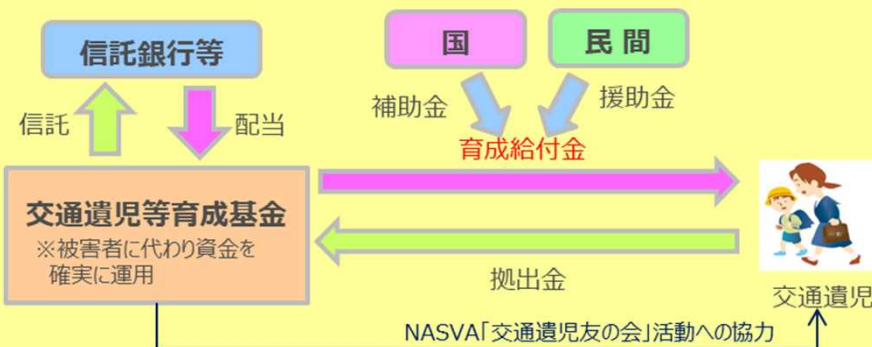 信託銀行等
国
民 間
信託
配当
補助金
援助金
育成給付金
交通遺児等育成基金
※被害者に代わり資金を
確実に運用
拠出金
交通遺児
NASVA「交通遺児友の会」活動への協力